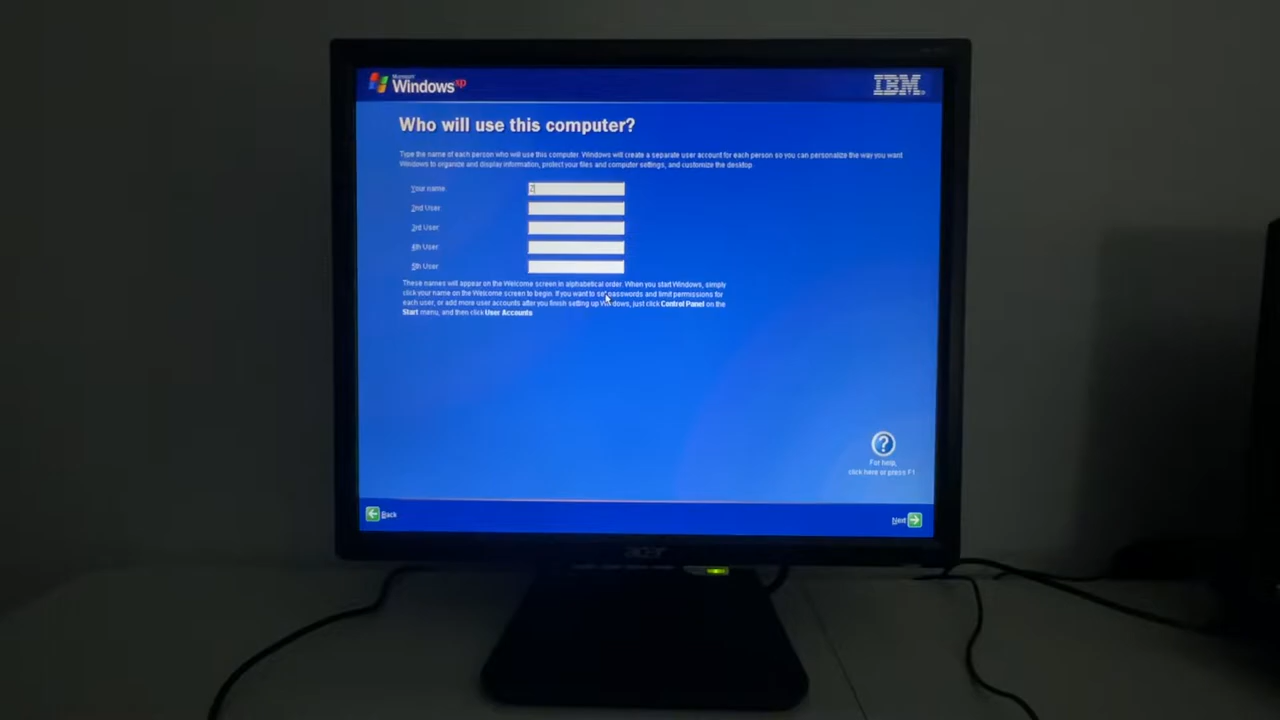 Microsoft
Windows xp
IBM
Who will use this computer?
Type the name of each person who will use this computer. Windows will create a separate user account for each person so you can personalize the way you want
Windows to organize and display information, protect your files and computer settings, and customize the desktop.
Your name:
2nd User:
3rd User:
4th User:
5th User:
These names will appear on the Welcome screen in alphabetical order. When you start Windows, simply
click your name on the Welcome screen to begin. If you want to set passwords and limit permissions for
each user, or add more user accounts after you finish setting up Windows, just click Control Panel on the
Start menu, and then click User Accounts
For help,
click here or press F1
Back
Next
acer